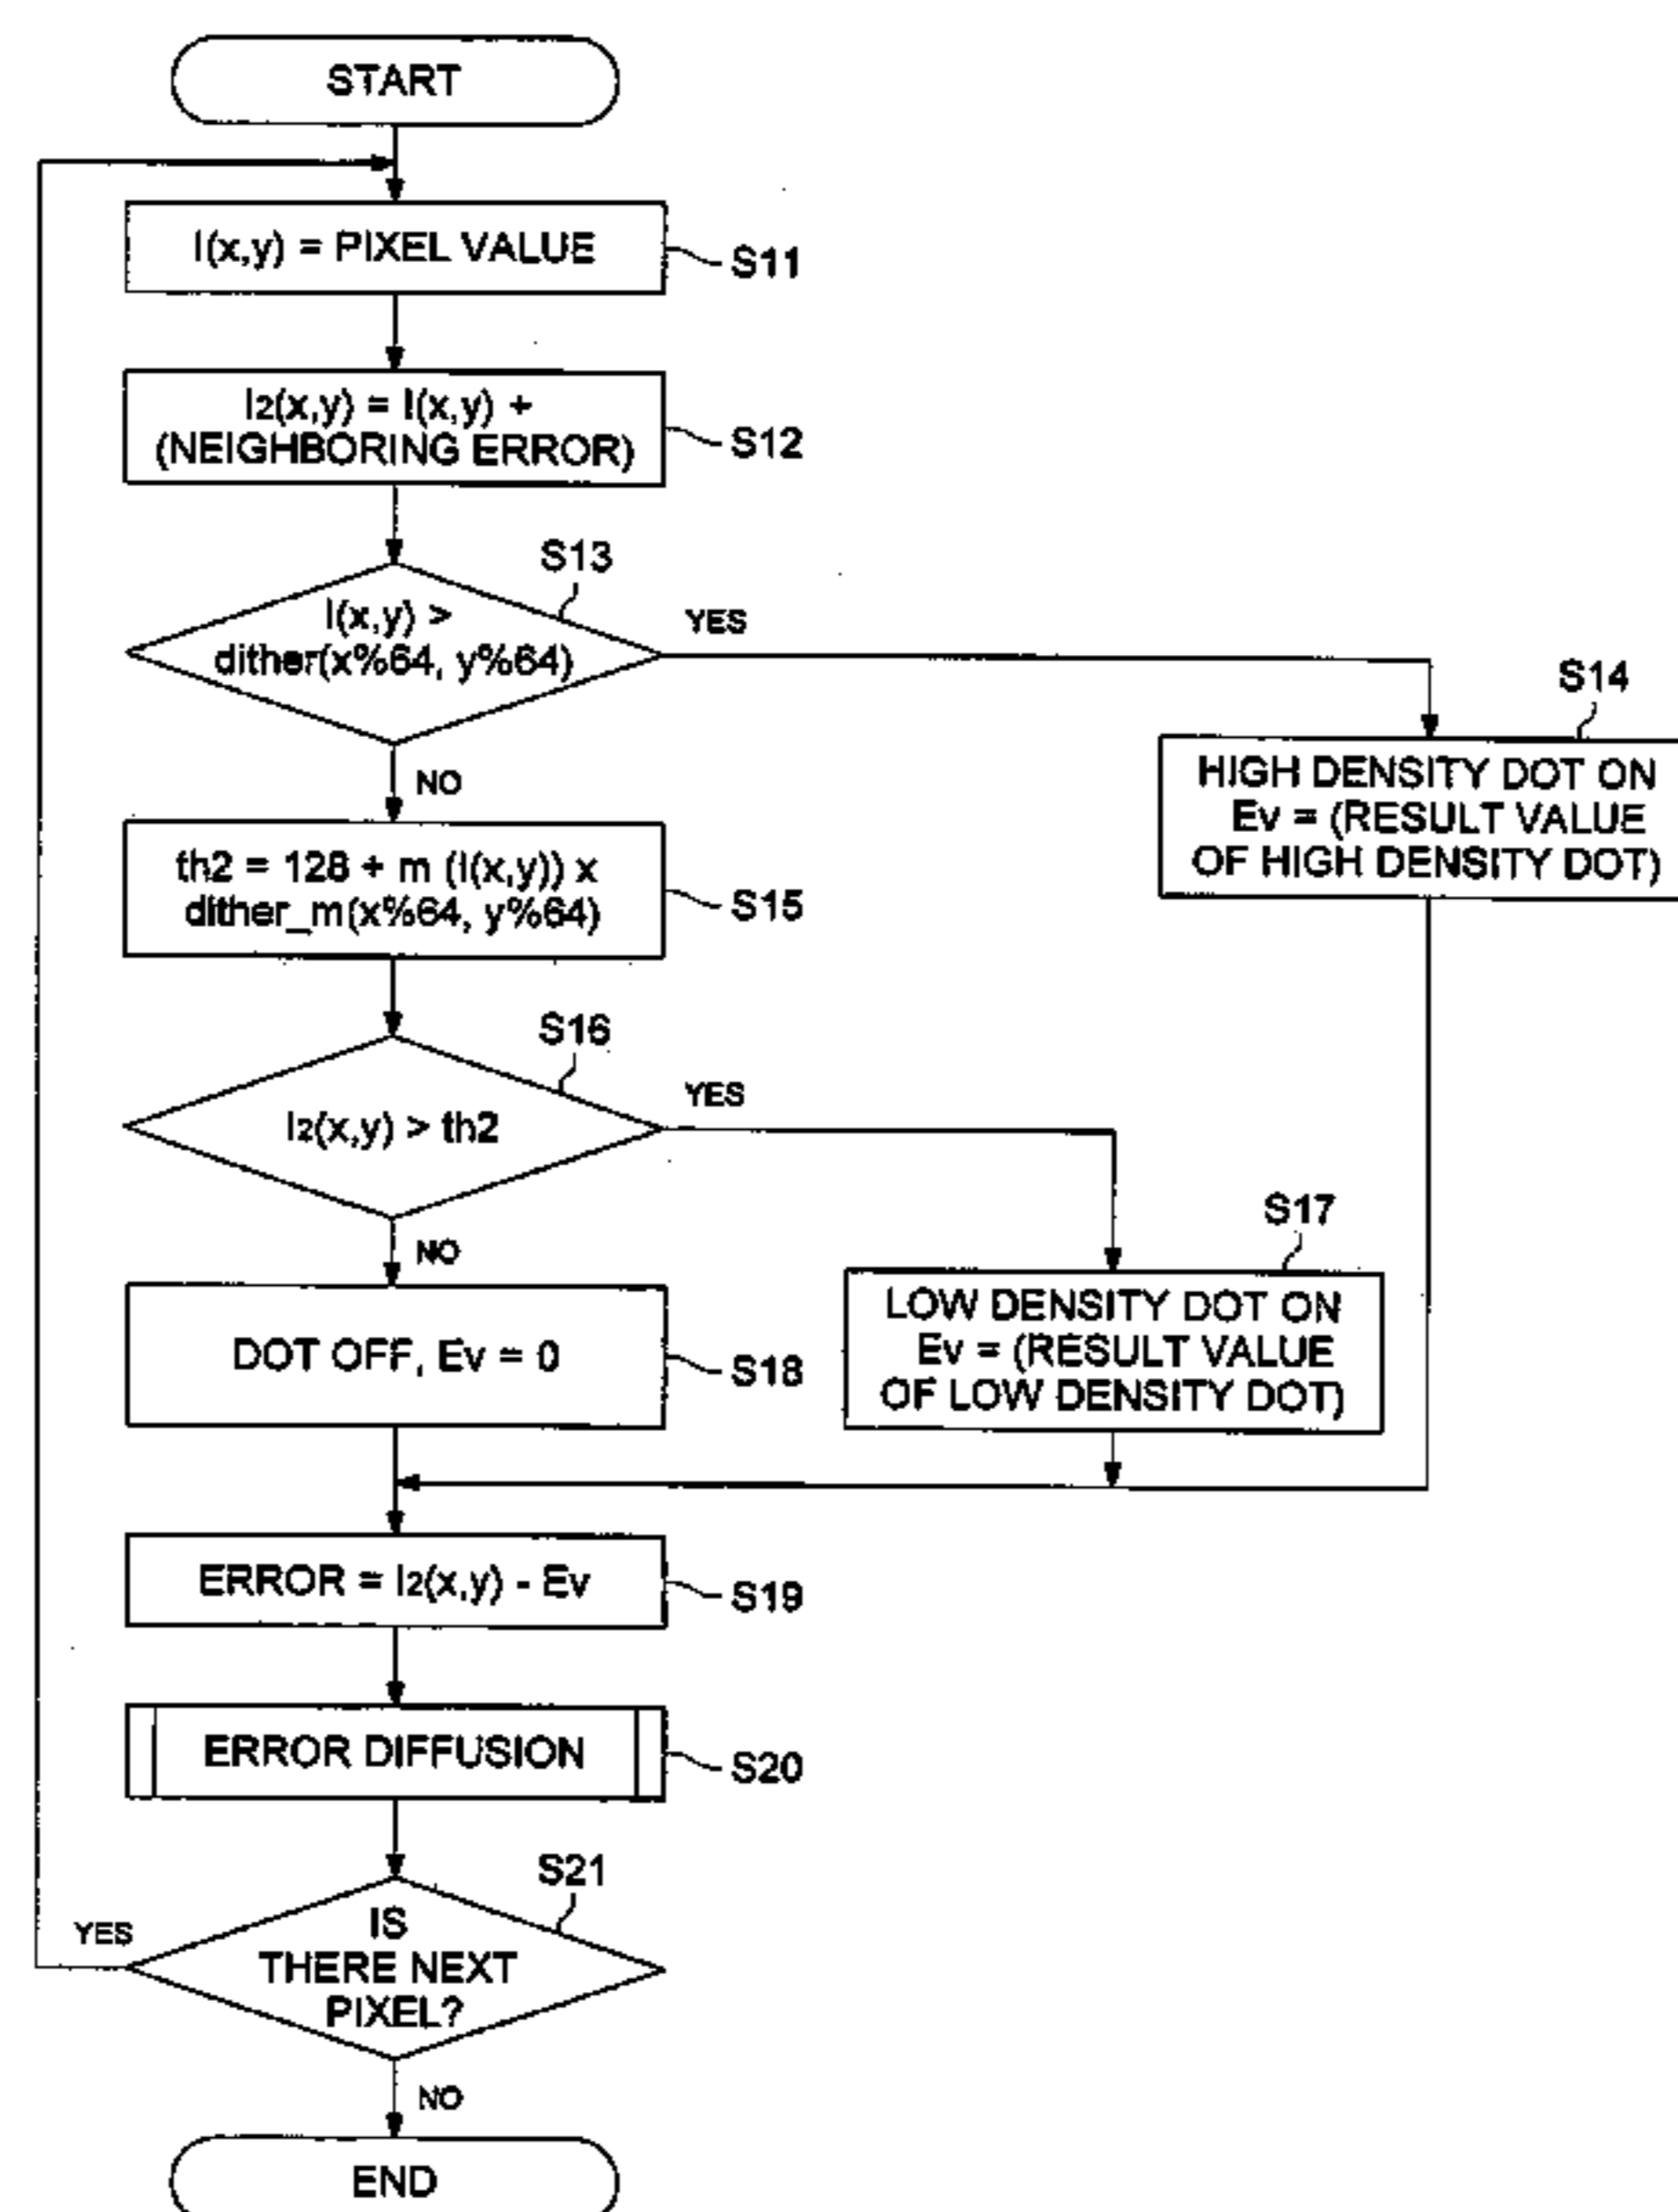 START
I(x,y) = PIXEL VALUE
S11
I2(x,y) = I(x,y) +
(NEIGHBORING ERROR)
S12
S13
I(x,y) >
dither(x%64, y%64)
YES
NO
S14
HIGH DENSITY DOT ON
Ev = (RESULT VALUE
OF HIGH DENSITY DOT)
th2 = 128 + m (I(x,y)) x
dither_m(x%64, y%64)
S15
S16
I2(x,y) > th2
YES
NO
S17
LOW DENSITY DOT ON
Ev = (RESULT VALUE
OF LOW DENSITY DOT)
DOT OFF, Ev = 0
S18
ERROR = I2(x,y) - Ev
S19
ERROR DIFFUSION
S20
S21
IS
THERE NEXT
PIXEL?
YES
NO
END